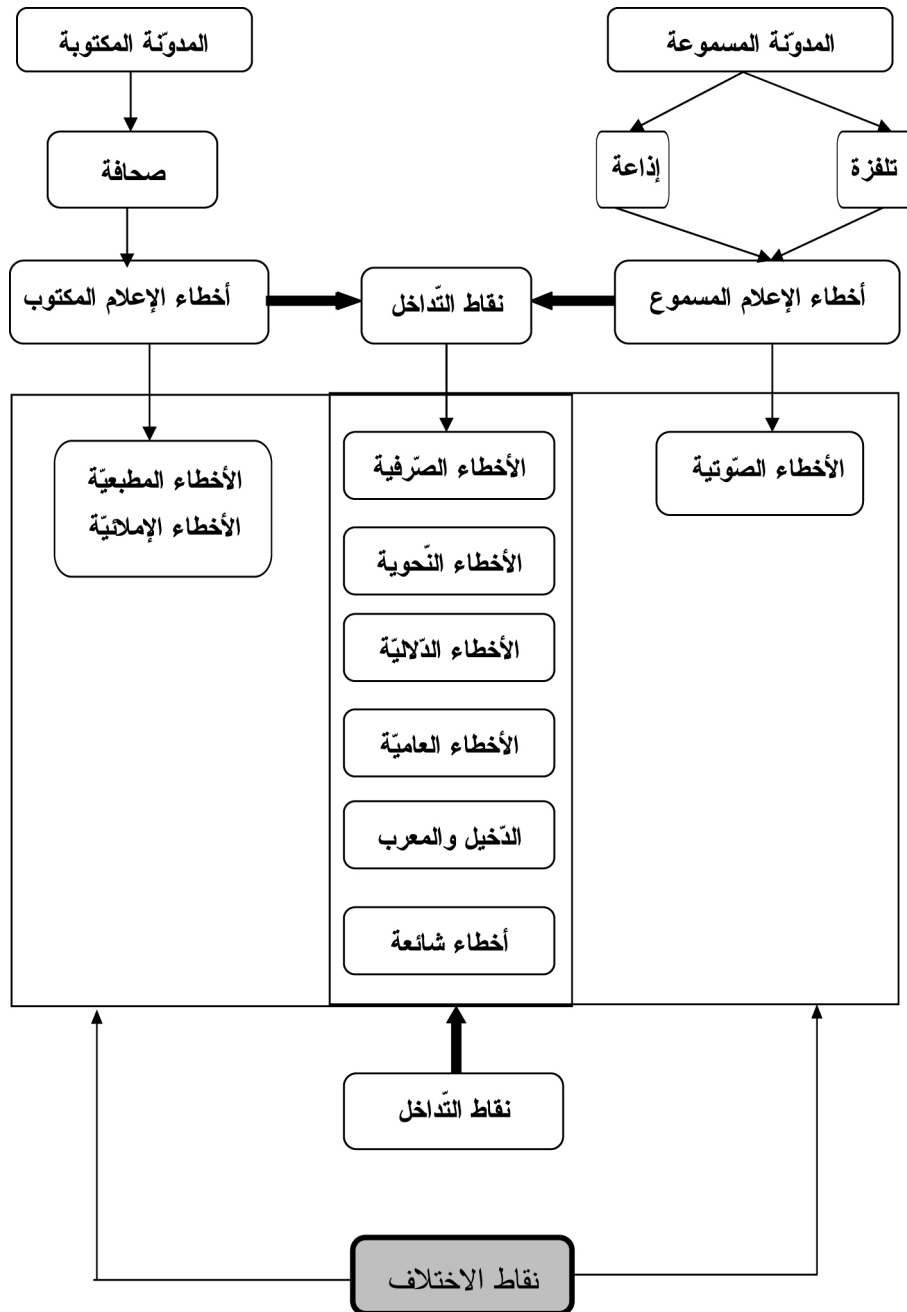 المدوّنة المسموعة
المدوّنة المكتوبة
تلفزة
إذاعة
صحافة
أخطاء الإعلام المسموع
نقاط التّداخل
أخطاء الإعلام المكتوب
الأخطاء الصّوتية
الأخطاء الصّرفية
الأخطاء المطبعيّة
الأخطاء الإملائيّة
الأخطاء النّحوية
الأخطاء الدّلاليّة
الأخطاء العاميّة
الدّخيل والمعرب
أخطاء شائعة
نقاط التّداخل
نقاط الاختلاف